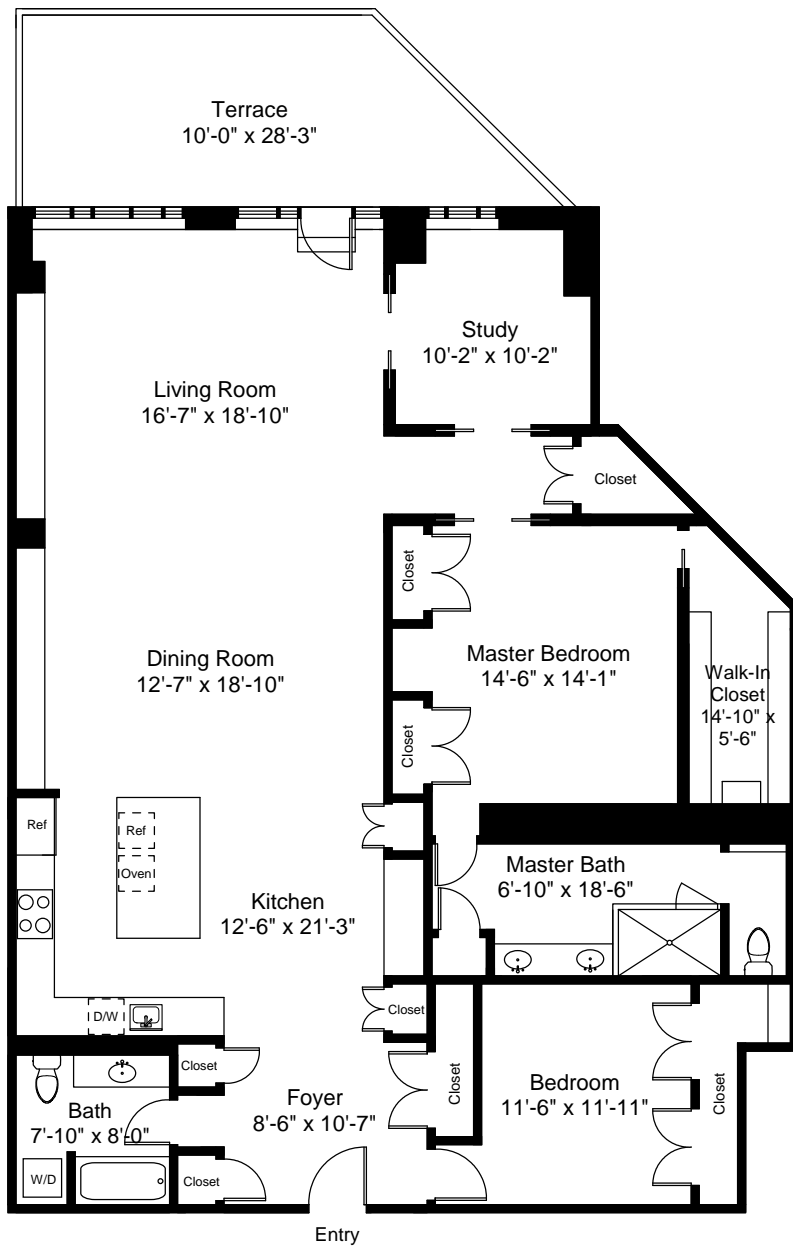 Terrace
10'-0" x 28'-3"
Study
10'-2" x 10'-2"
Living Room
16'-7" x 18'-10"
Closet
Closet
Dining Room
12'-7" x 18'-10"
Master Bedroom
14'-6" x 14'-1"
Walk-In
Closet
14'-10" x
5'-6"
Closet
Ref
Ref
Oven
Master Bath
6'-10" x 18'-6"
Kitchen
12'-6" x 21'-3"
D/W
Closet
Closet
Closet
Foyer
8'-6" x 10'-7"
Bedroom
11'-6" x 11'-11"
Closet
Bath
7'-10" x 8'-0"
W/D
Closet
Entry